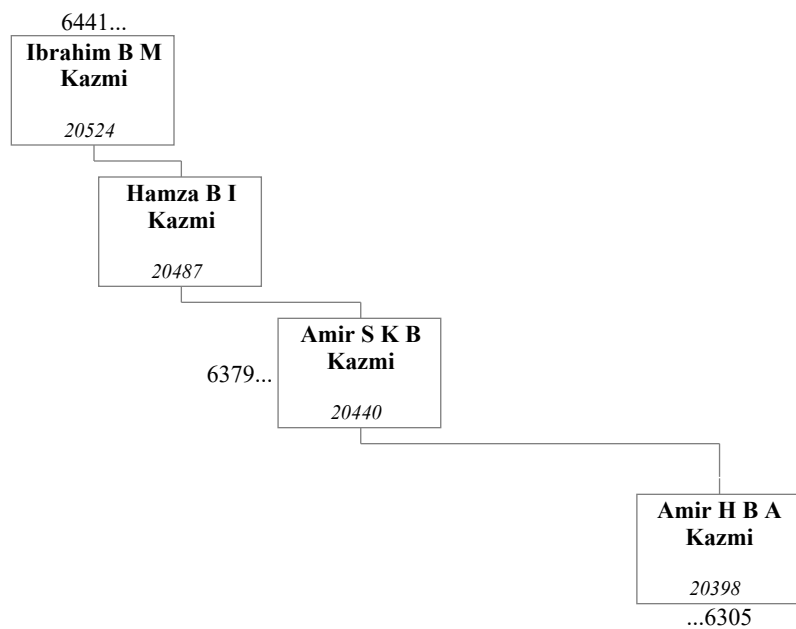 6441...
Ibrahim B M
Kazmi
20524
Hamza B I
Kazmi
20487
Amir S K B
Kazmi
6379...
20440
Amir H B A
Kazmi
20398
...6305